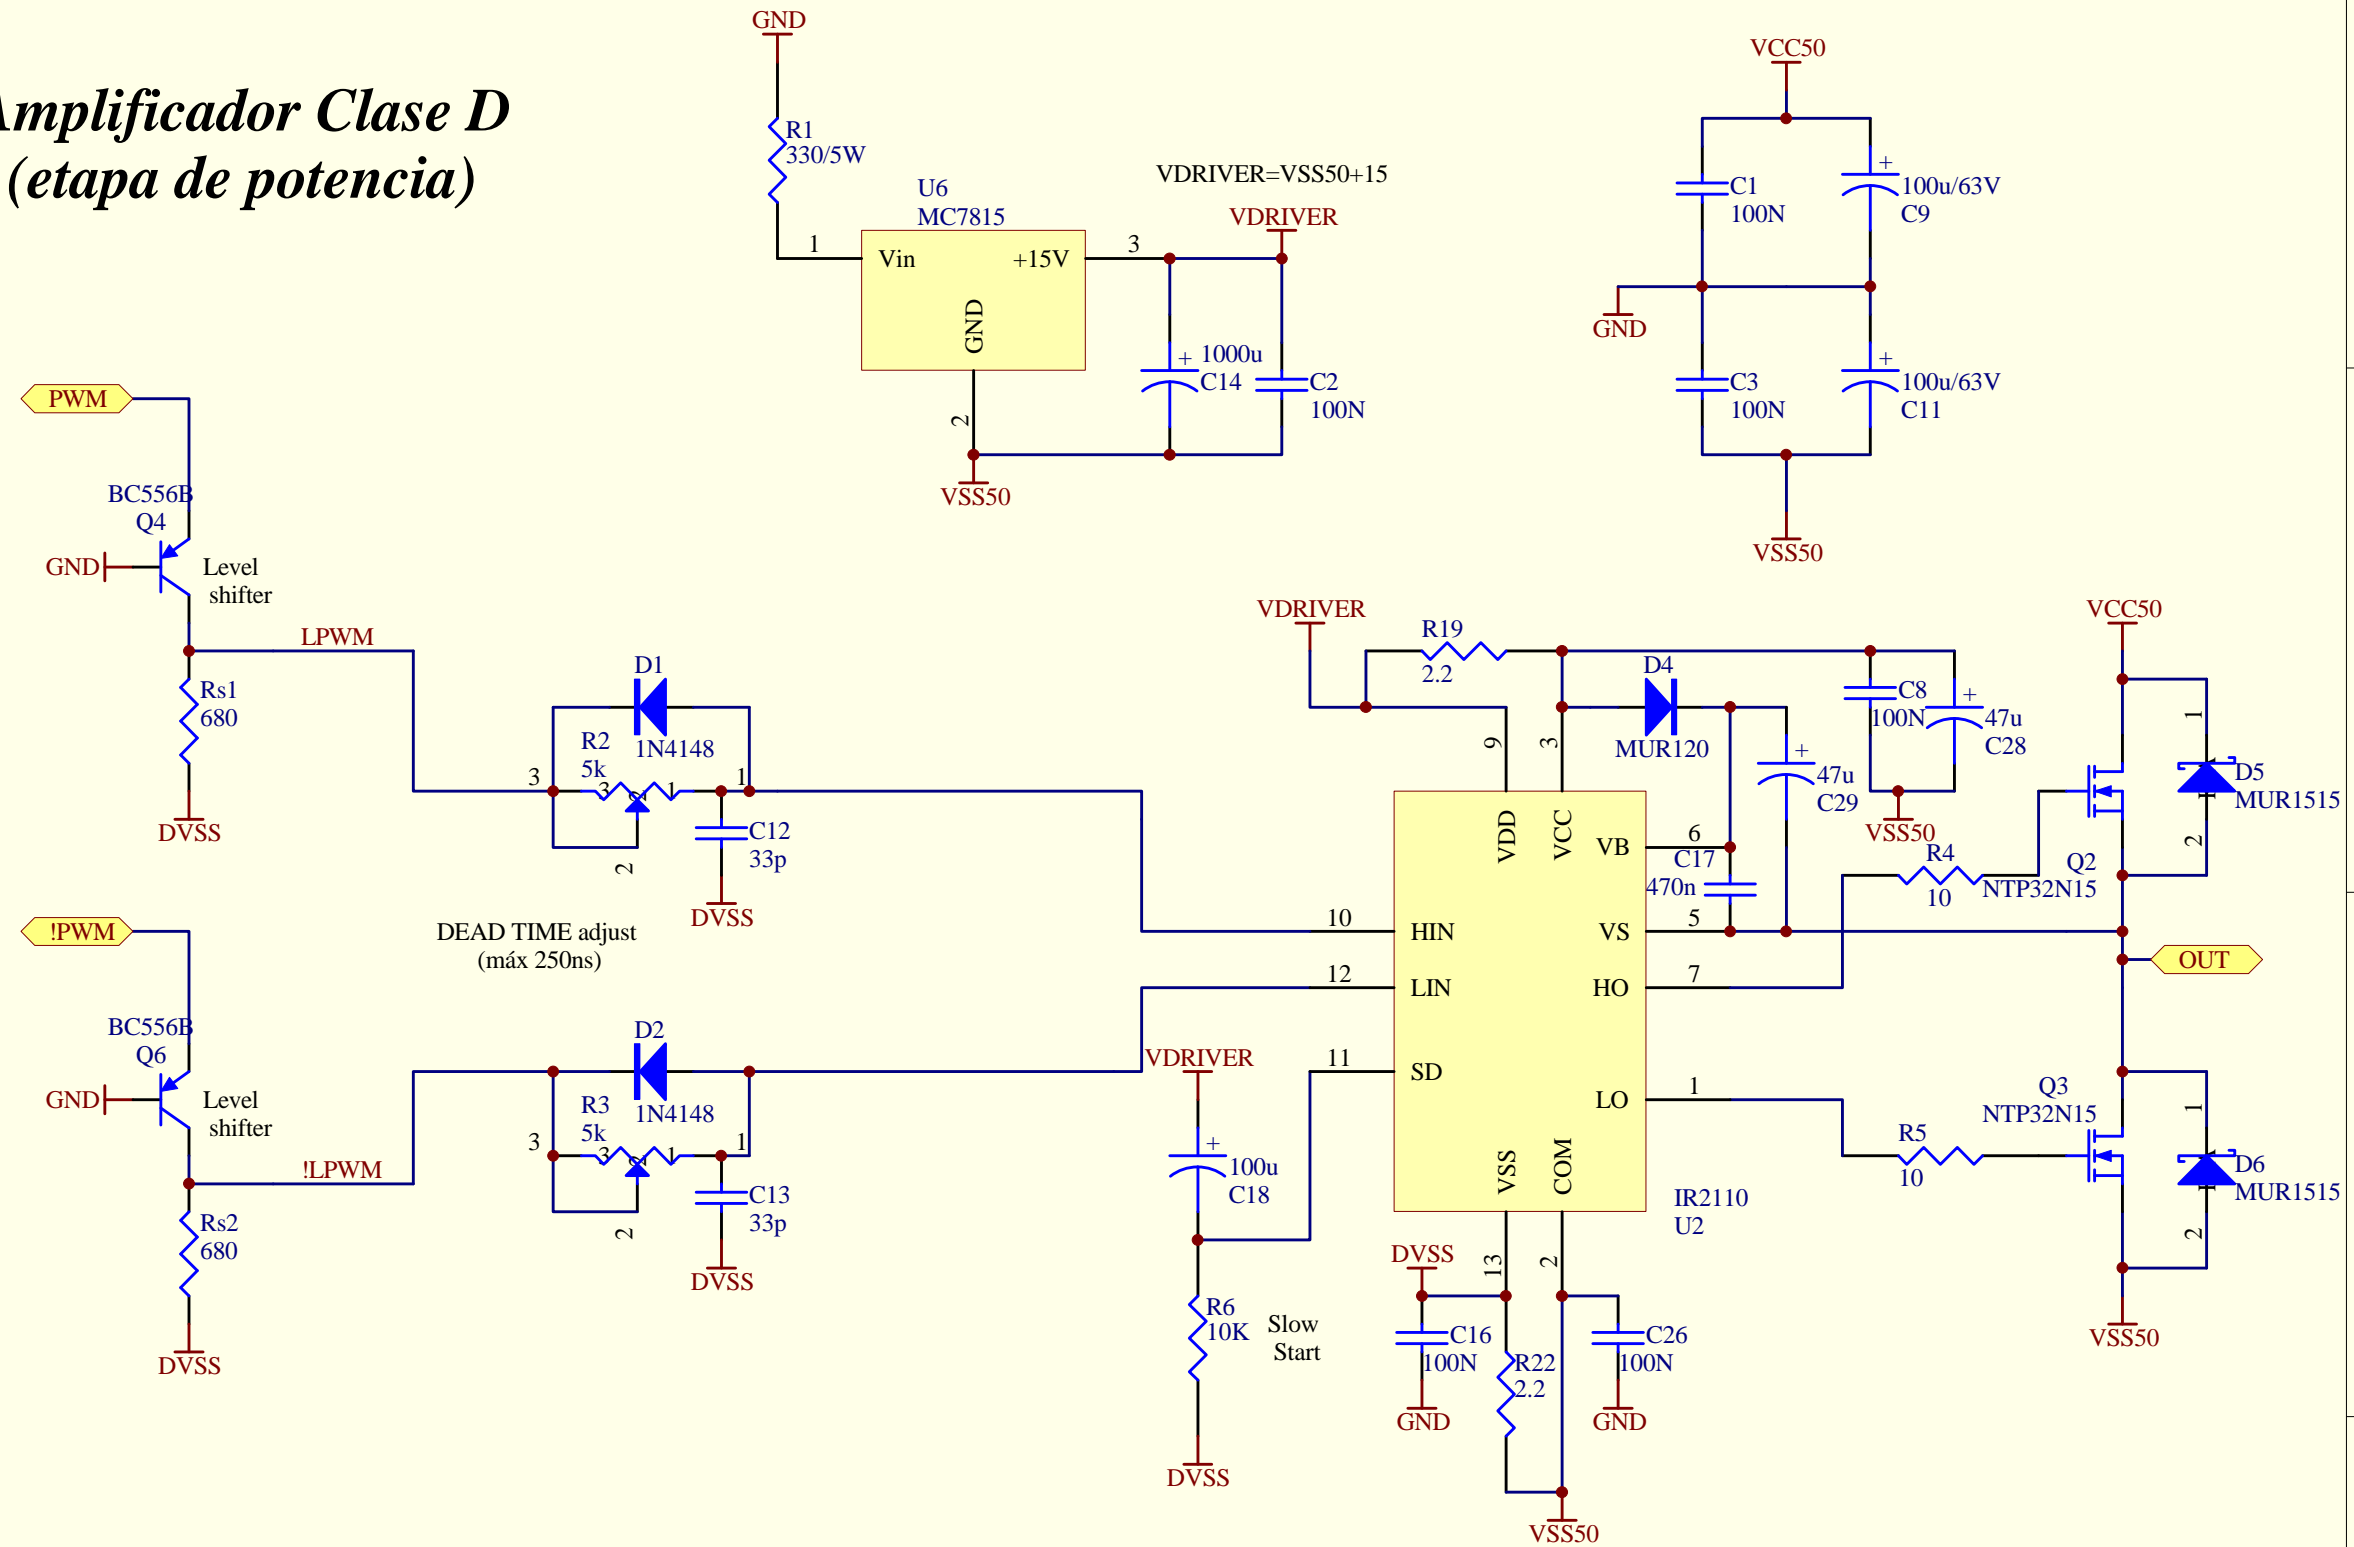 mplificador Clase D
(etapa de potencia)
GND
R1
330/5W
U6
MC7815
1
Vin
+15V
3
GND
2
VSS50
VDRIVER=VSS50+15
VDRIVER
+ 1000u
C14
C2
100N
VCC50
C1
100N
+
100u/63V
C9
GND
C3
100N
+
100u/63V
C11
VSS50
PWM
BC556B
Q4
GND
Level
shifter
LPWM
Rs1
680
DVSS
D1
1N4148
R2
5k
3
3
2
1
1
2
C12
33p
DVSS
DEAD TIME adjust
(máx 250ns)
!PWM
BC556B
Q6
GND
Level
shifter
!LPWM
Rs2
680
DVSS
D2
1N4148
R3
5k
3
3
2
1
1
2
C13
33p
DVSS
VDRIVER
+
100u
C18
R6
10K
Slow
Start
DVSS
VDRIVER
R19
2.2
9
3
D4
MUR120
+
47u
C29
C8
100N
+
47u
C28
VSS50
VDD
VCC
VB
6
C17
470n
10
HIN
VS
5
12
LIN
HO
7
11
SD
LO
1
VSS
COM
IR2110
U2
13
2
DVSS
C16
100N
GND
R22
2.2
C26
100N
GND
VSS50
VCC50
1
D5
MUR1515
2
R4
10
Q2
NTP32N15
OUT
Q3
NTP32N15
R5
10
1
D6
MUR1515
2
VSS50